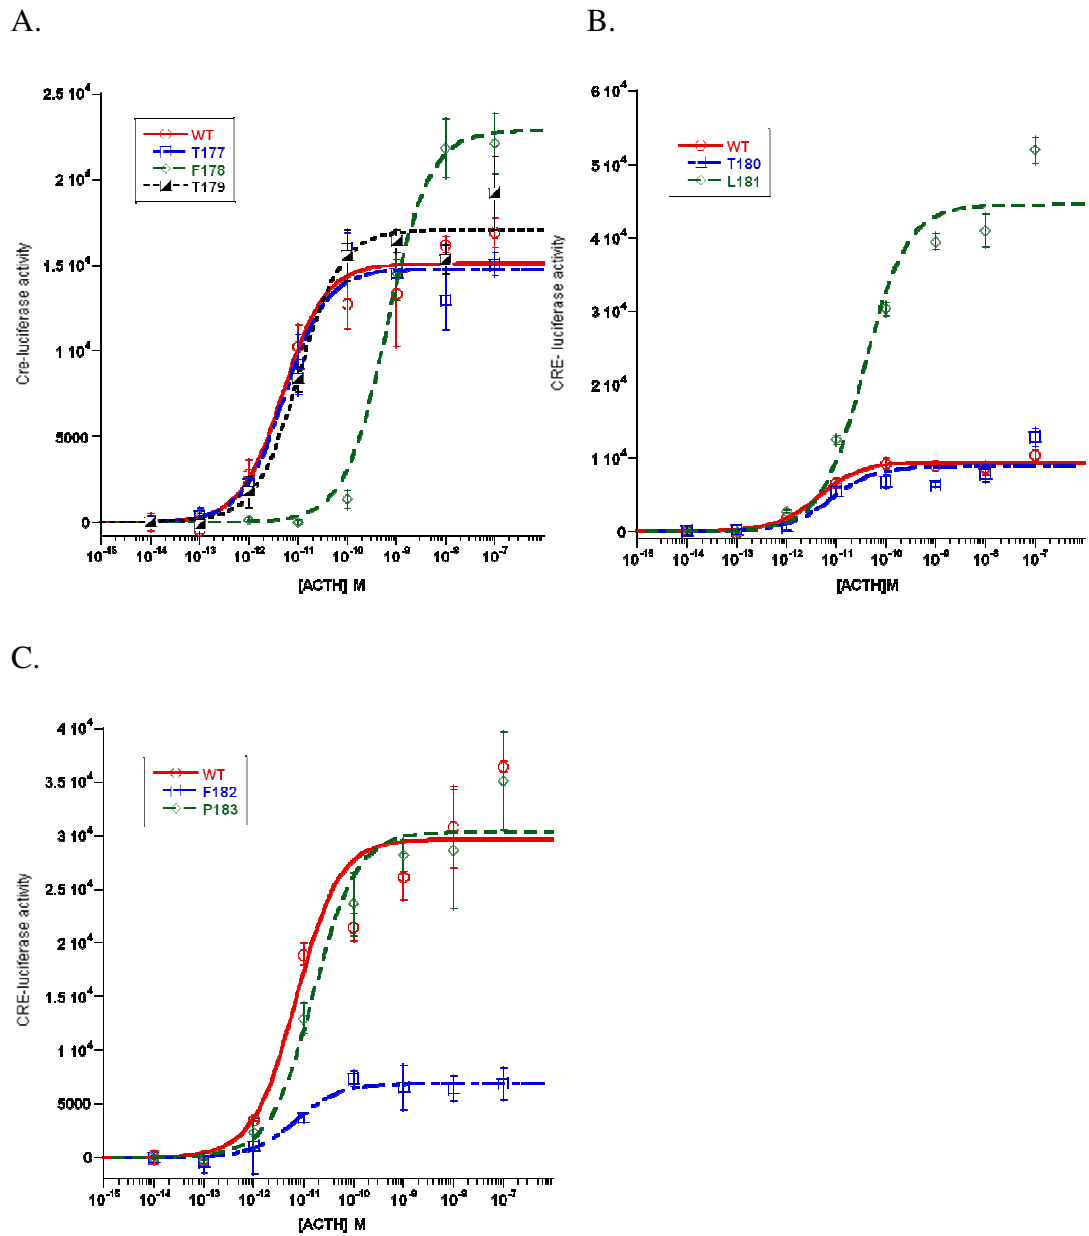 A.
B.
2.5 10⁴
2 10⁴
1.5 10⁴
1 10⁴
5000
0
Cre-luciferase activity
WT
T177
F178
T179
10⁻¹⁵ 10⁻¹⁴ 10⁻¹³ 10⁻¹² 10⁻¹¹ 10⁻¹⁰ 10⁻⁹ 10⁻⁸ 10⁻⁷
[ACTH] M
6 10⁴
5 10⁴
4 10⁴
3 10⁴
2 10⁴
1 10⁴
0
CRE- luciferase activity
WT
T180
L181
10⁻¹⁵ 10⁻¹⁴ 10⁻¹³ 10⁻¹² 10⁻¹¹ 10⁻¹⁰ 10⁻⁹ 10⁻⁸ 10⁻⁷
[ACTH]M
C.
4 10⁴
3.5 10⁴
3 10⁴
2.5 10⁴
2 10⁴
1.5 10⁴
1 10⁴
5000
0
CRE-luciferase activity
WT
F182
P183
10⁻¹⁵ 10⁻¹⁴ 10⁻¹³ 10⁻¹² 10⁻¹¹ 10⁻¹⁰ 10⁻⁹ 10⁻⁸ 10⁻⁷
[ACTH] M